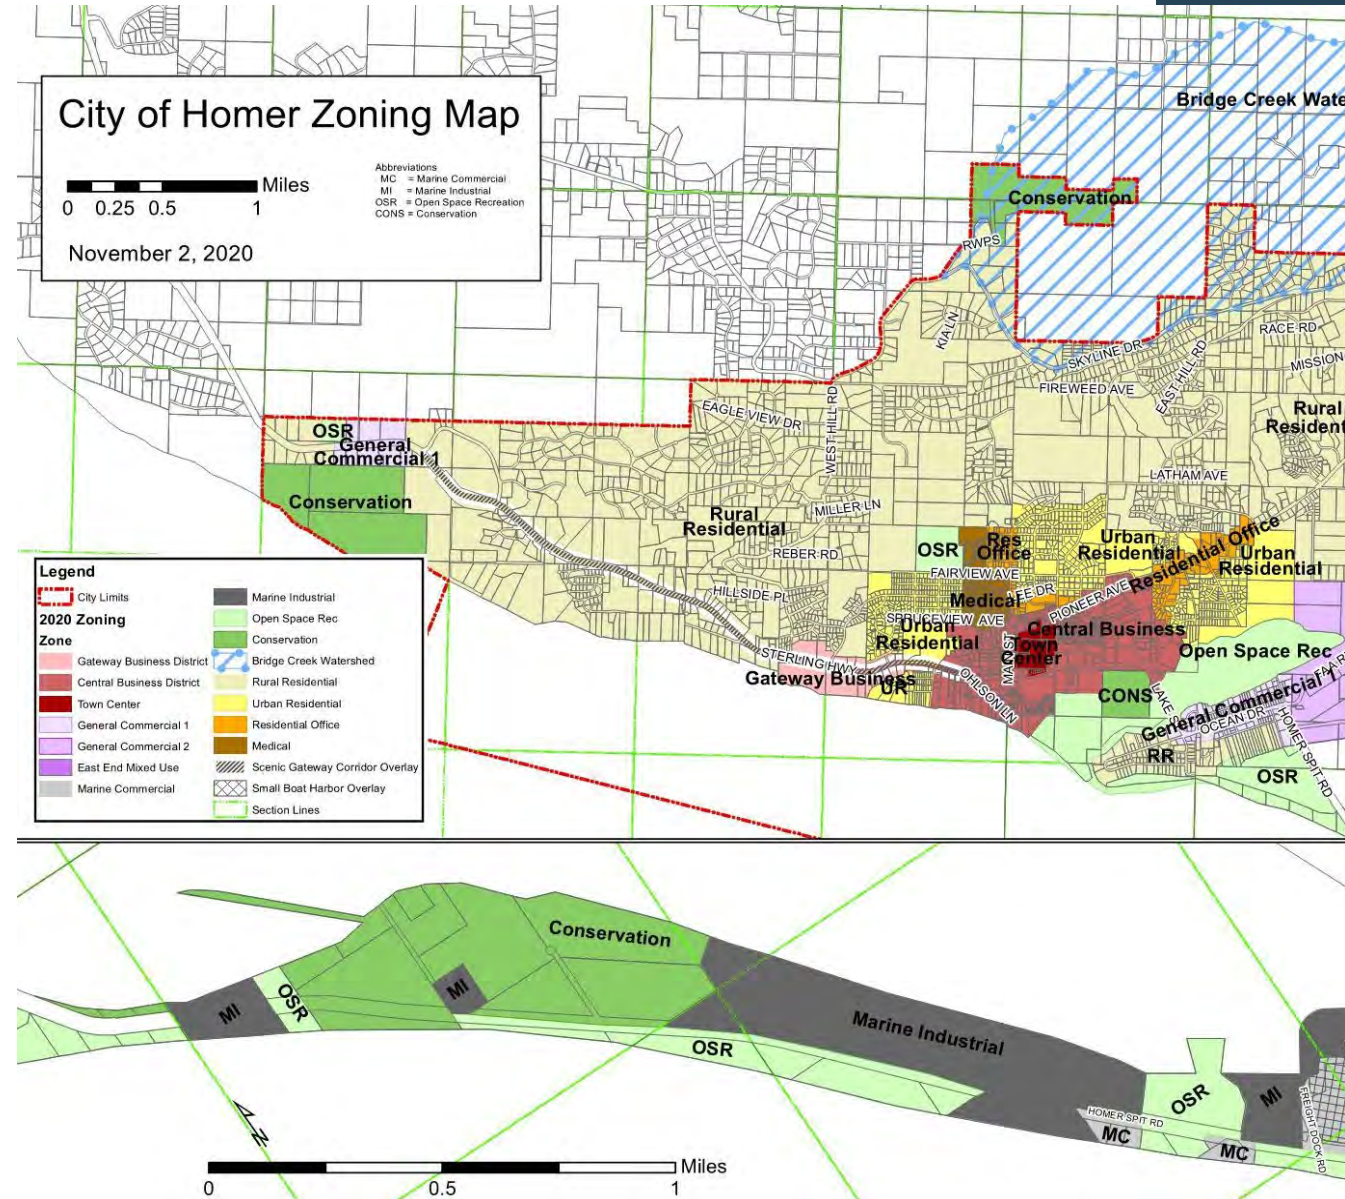 City of Homer Zoning Map
Miles
0 0.25 0.5 1
November 2, 2020
Abbreviations
MC = Marine Commercial
MI = Marine Industrial
OSR = Open Space Recreation
CONS = Conservation
Bridge Creek Wate
Conservation
RWPS
KIA LN
SKYLINE DR
RACE RD
MISSION
FIREWEED AVE
EAST HILL RD
EAGLE VIEW DR
WEST HILL RD
Rural
Resident
OSR
General
Commercial 1
Conservation
LATHAM AVE
MILLER LN
Rural
Residential
REBER RD
HILLSIDE PL
OSR
Res
Office
Urban
Residential
Residential Office
Urban
Residential
FAIRVIEW AVE
Medical
EE DR
PIONEER AVE
SPRUCEVIEW AVE
Urban
Residential
Central Business
Town
Center
MAIN ST
Open Space Rec
STERLING HWY
Gateway Business
UR
OHLSON LN
CONS
LAKE S
General Commercial 1
FAA R
OCEAN DR
HOMER SPIT RD
RR
OSR
Legend
City Limits
2020 Zoning
Zone
Gateway Business District
Central Business District
Town Center
General Commercial 1
General Commercial 2
East End Mixed Use
Marine Commercial
Marine Industrial
Open Space Rec
Conservation
Bridge Creek Watershed
Rural Residential
Urban Residential
Residential Office
Medical
Scenic Gateway Corridor Overlay
Small Boat Harbor Overlay
Section Lines
Conservation
MI
OSR
MI
OSR
Marine Industrial
HOMER SPIT RD
MC
OSR
MC
MI
FREIGHT DOCK RD
N
Miles
0 0.5 1